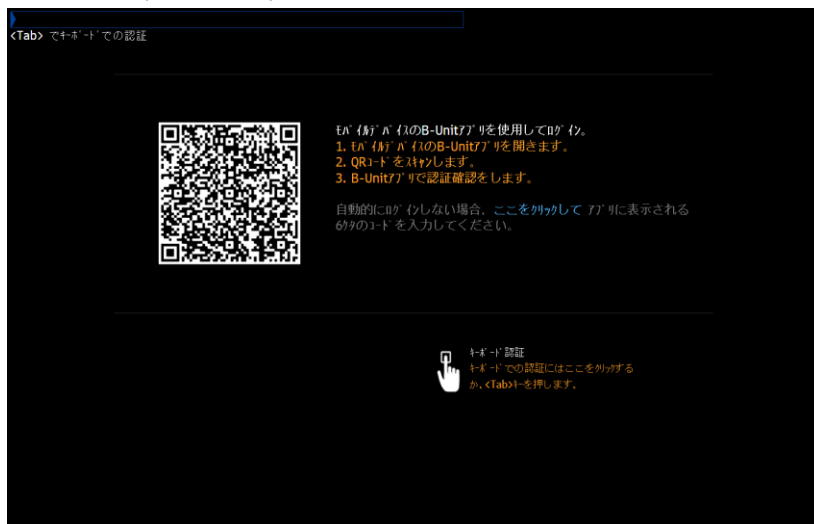 <Tab> でｷｰﾎﾞｰﾄﾞでの認証
ﾓﾊﾞｲﾙﾃﾞﾊﾞｲｽのB-Unitｱﾌﾟﾘを使用してﾛｸﾞｲﾝ。
1. ﾓﾊﾞｲﾙﾃﾞﾊﾞｲｽのB-Unitｱﾌﾟﾘを開きます。
2. QRｺｰﾄﾞをｽｷｬﾝします。
3. B-Unitｱﾌﾟﾘで認証確認をします。
自動的にﾛｸﾞｲﾝしない場合、ここをｸﾘｯｸして ｱﾌﾟﾘに表示される
6ｹﾀのｺｰﾄﾞを入力してください。
ｷｰﾎﾞｰﾄﾞ認証
ｷｰﾎﾞｰﾄﾞでの認証にはここをｸﾘｯｸする
か、<Tab>ｷｰを押します。